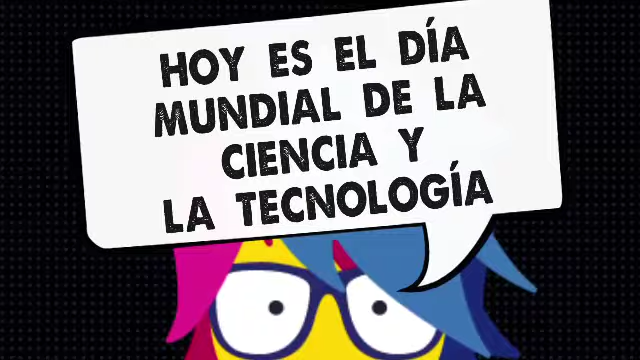 HOY ES EL DÍA
MUNDIAL DE LA
CIENCIA Y
LA TECNOLOGÍA